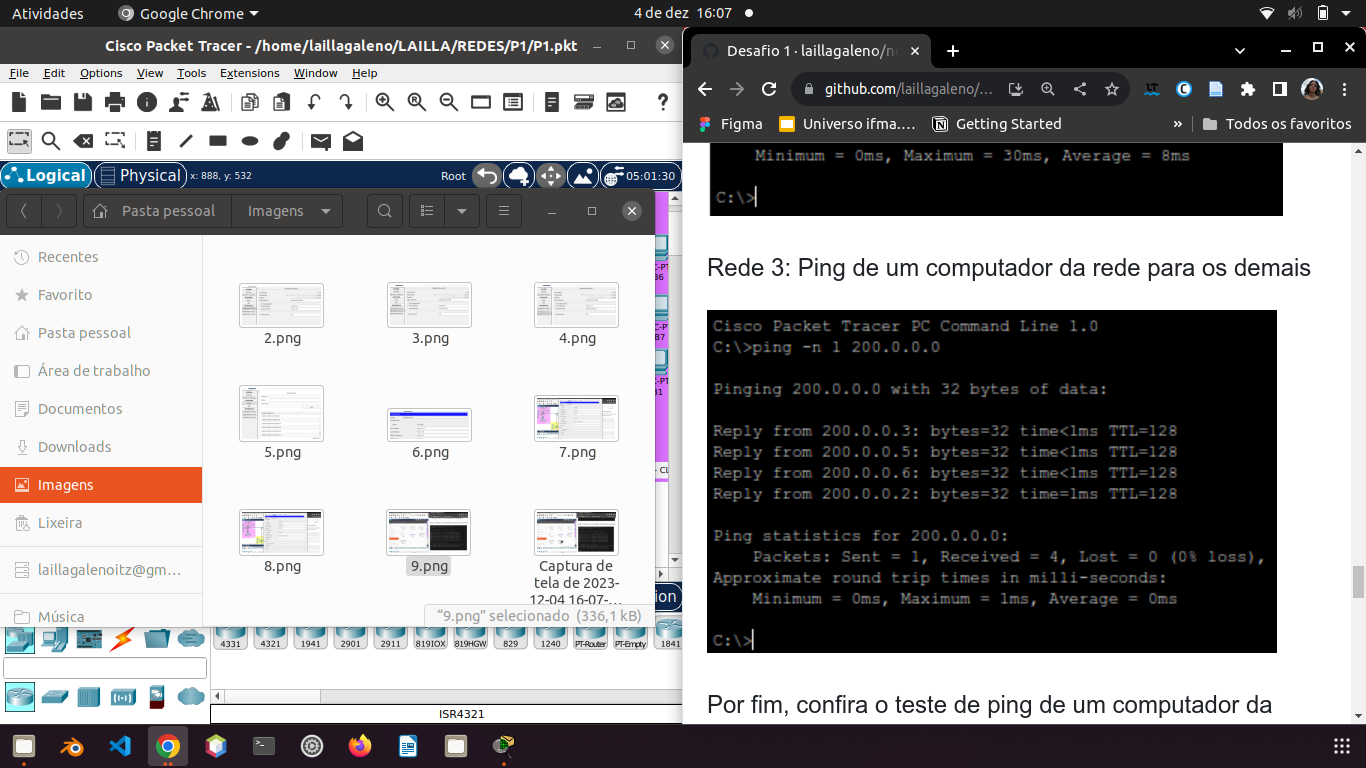 Atividades
Google Chrome
4 de dez 16:07
Cisco Packet Tracer - /home/laillagaleno/LAILLA/REDES/P1/P1.pkt
File Edit Options View Tools Extensions Window Help
Logical
Physical
x: 888, y: 532
Root
05:01:30
Pasta pessoal
Imagens
Recentes
Favorito
Pasta pessoal
Área de trabalho
Documentos
Downloads
Imagens
Lixeira
laillagalenoitz@gm...
Música
2.png
3.png
4.png
5.png
6.png
7.png
8.png
9.png
Captura de
tela de 2023-
12-04 16-07-...
“9.png” selecionado (336,1 kB)
4331 4321 1941 2901 2911 819IOX 819HGW 829 1240 PT-Router PT-Empty 1841
ISR4321
Desafio 1 · laillagaleno/n
github.com/laillagaleno/...
Figma
Universo ifma....
Getting Started
»
Todos os favoritos
Minimum = 0ms, Maximum = 30ms, Average = 8ms
C:\>
Rede 3: Ping de um computador da rede para os demais
Cisco Packet Tracer PC Command Line 1.0
C:\>ping -n 1 200.0.0.0
Pinging 200.0.0.0 with 32 bytes of data:
Reply from 200.0.0.3: bytes=32 time<1ms TTL=128
Reply from 200.0.0.5: bytes=32 time<1ms TTL=128
Reply from 200.0.0.6: bytes=32 time<1ms TTL=128
Reply from 200.0.0.2: bytes=32 time=1ms TTL=128
Ping statistics for 200.0.0.0:
Packets: Sent = 1, Received = 4, Lost = 0 (0% loss),
Approximate round trip times in milli-seconds:
Minimum = 0ms, Maximum = 1ms, Average = 0ms
C:\>
Por fim, confira o teste de ping de um computador da